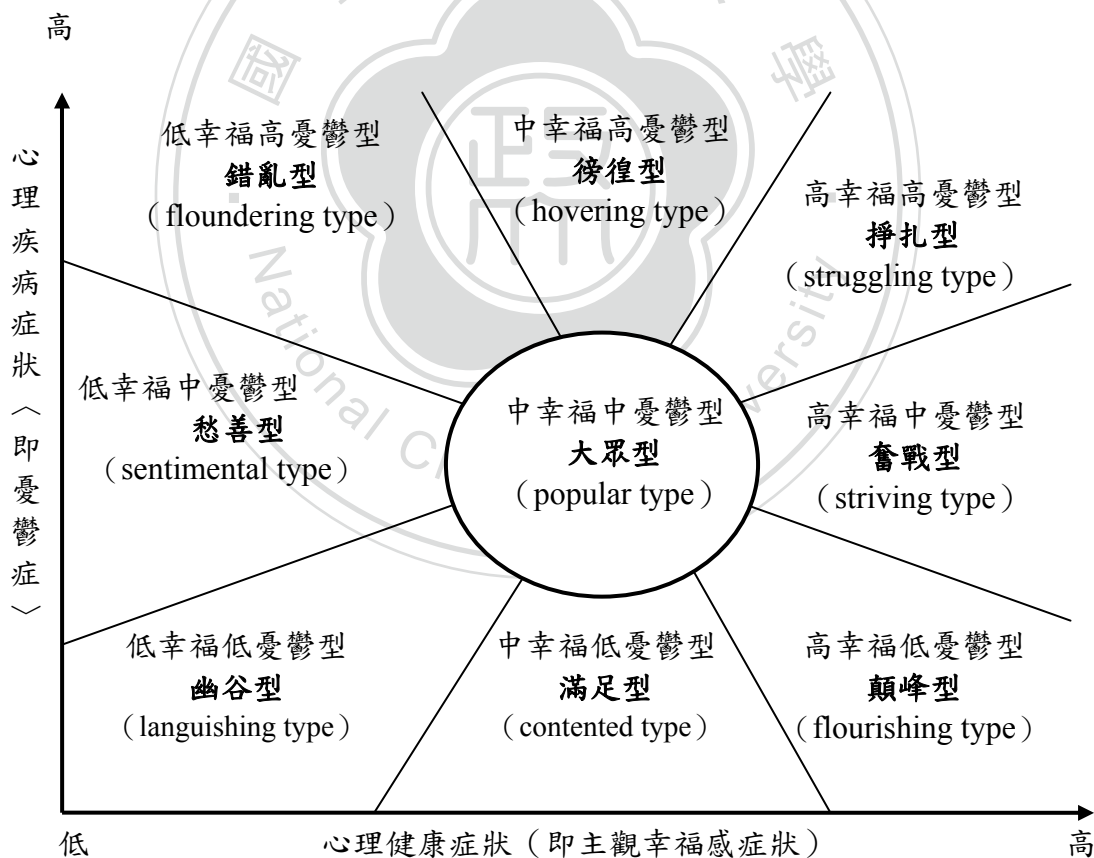 高
心理疾病症狀〈即憂鬱症〉
低幸福高憂鬱型
錯亂型
（floundering type）
中幸福高憂鬱型
徬徨型
（hovering type）
高幸福高憂鬱型
掙扎型
（struggling type）
低幸福中憂鬱型
愁善型
（sentimental type）
中幸福中憂鬱型
大眾型
（popular type）
高幸福中憂鬱型
奮戰型
（striving type）
低幸福低憂鬱型
幽谷型
（languishing type）
中幸福低憂鬱型
滿足型
（contented type）
高幸福低憂鬱型
顛峰型
（flourishing type）
低
心理健康症狀（即主觀幸福感症狀）
高
國
學
National